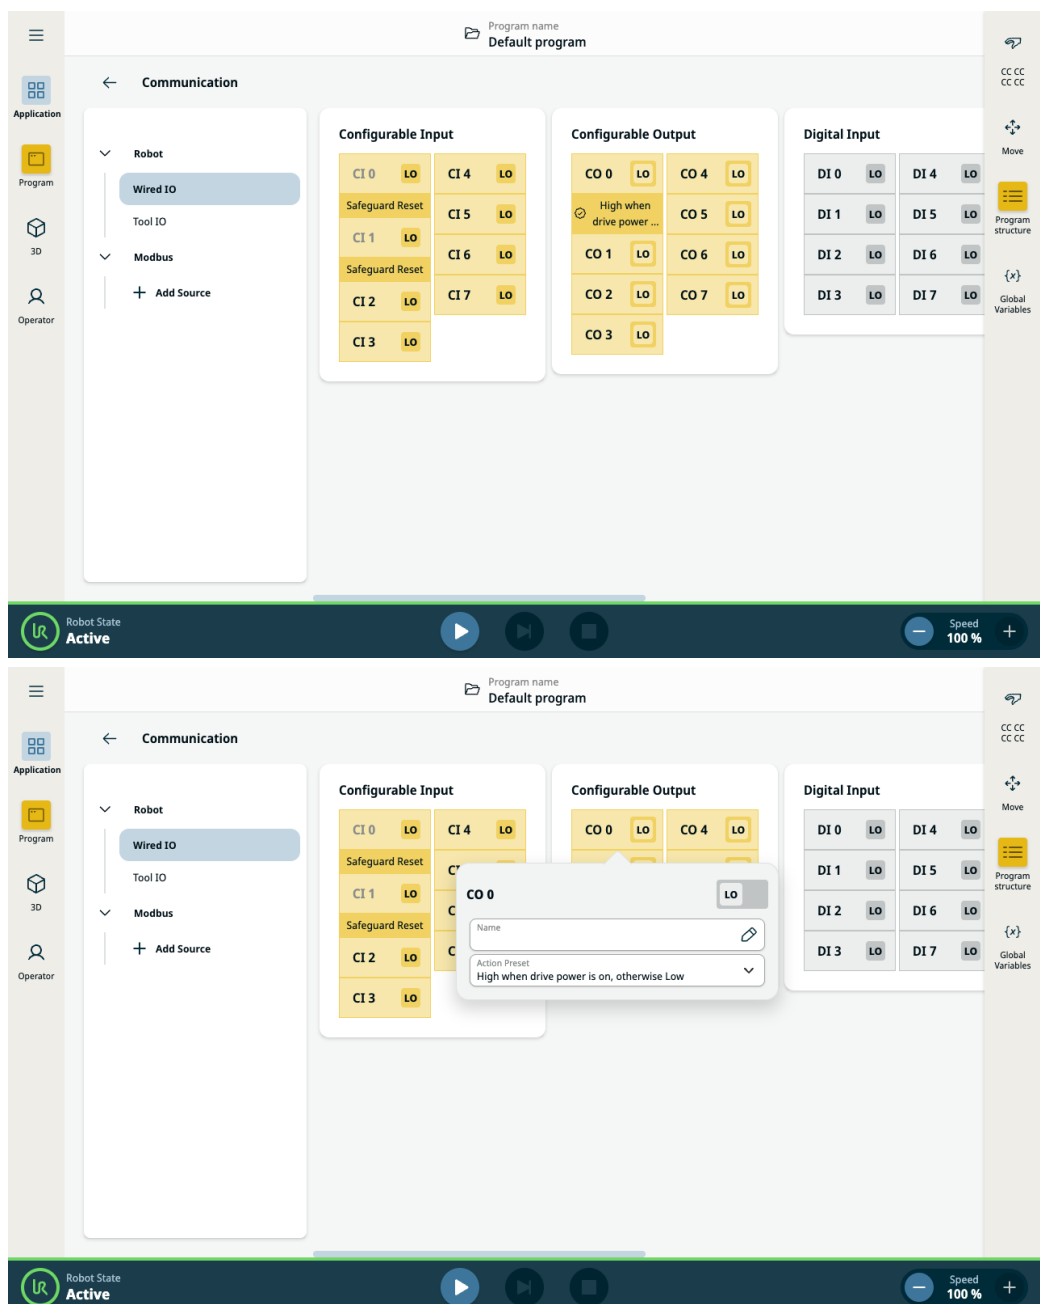 Program name
Default program
Communication
Application
Program
3D
Operator
Robot
Wired IO
Tool IO
Modbus
Add Source
Configurable Input
CI 0 LO CI 4 LO
Safeguard Reset
CI 5 LO
CI 1 LO
CI 6 LO
Safeguard Reset
CI 2 LO CI 7 LO
CI 3 LO
Configurable Output
CO 0 LO CO 4 LO
High when
drive power ...
CO 5 LO
CO 1 LO CO 6 LO
CO 2 LO CO 7 LO
CO 3 LO
Digital Input
DI 0 LO DI 4 LO
DI 1 LO DI 5 LO
DI 2 LO DI 6 LO
DI 3 LO DI 7 LO
CC CC
CC CC
Move
Program
structure
{x}
Global
Variables
UR
Robot State
Active
Speed
100 %
Program name
Default program
Communication
Application
Program
3D
Operator
Robot
Wired IO
Tool IO
Modbus
Add Source
Configurable Input
CI 0 LO CI 4 LO
Safeguard Reset
CI 1 LO
Safeguard Reset
CI 2 LO
CI 3 LO
Configurable Output
CO 0 LO CO 4 LO
CO 0 LO
Name
Action Preset
High when drive power is on, otherwise Low
Digital Input
DI 0 LO DI 4 LO
DI 1 LO DI 5 LO
DI 2 LO DI 6 LO
DI 3 LO DI 7 LO
CC CC
CC CC
Move
Program
structure
{x}
Global
Variables
UR
Robot State
Active
Speed
100 %